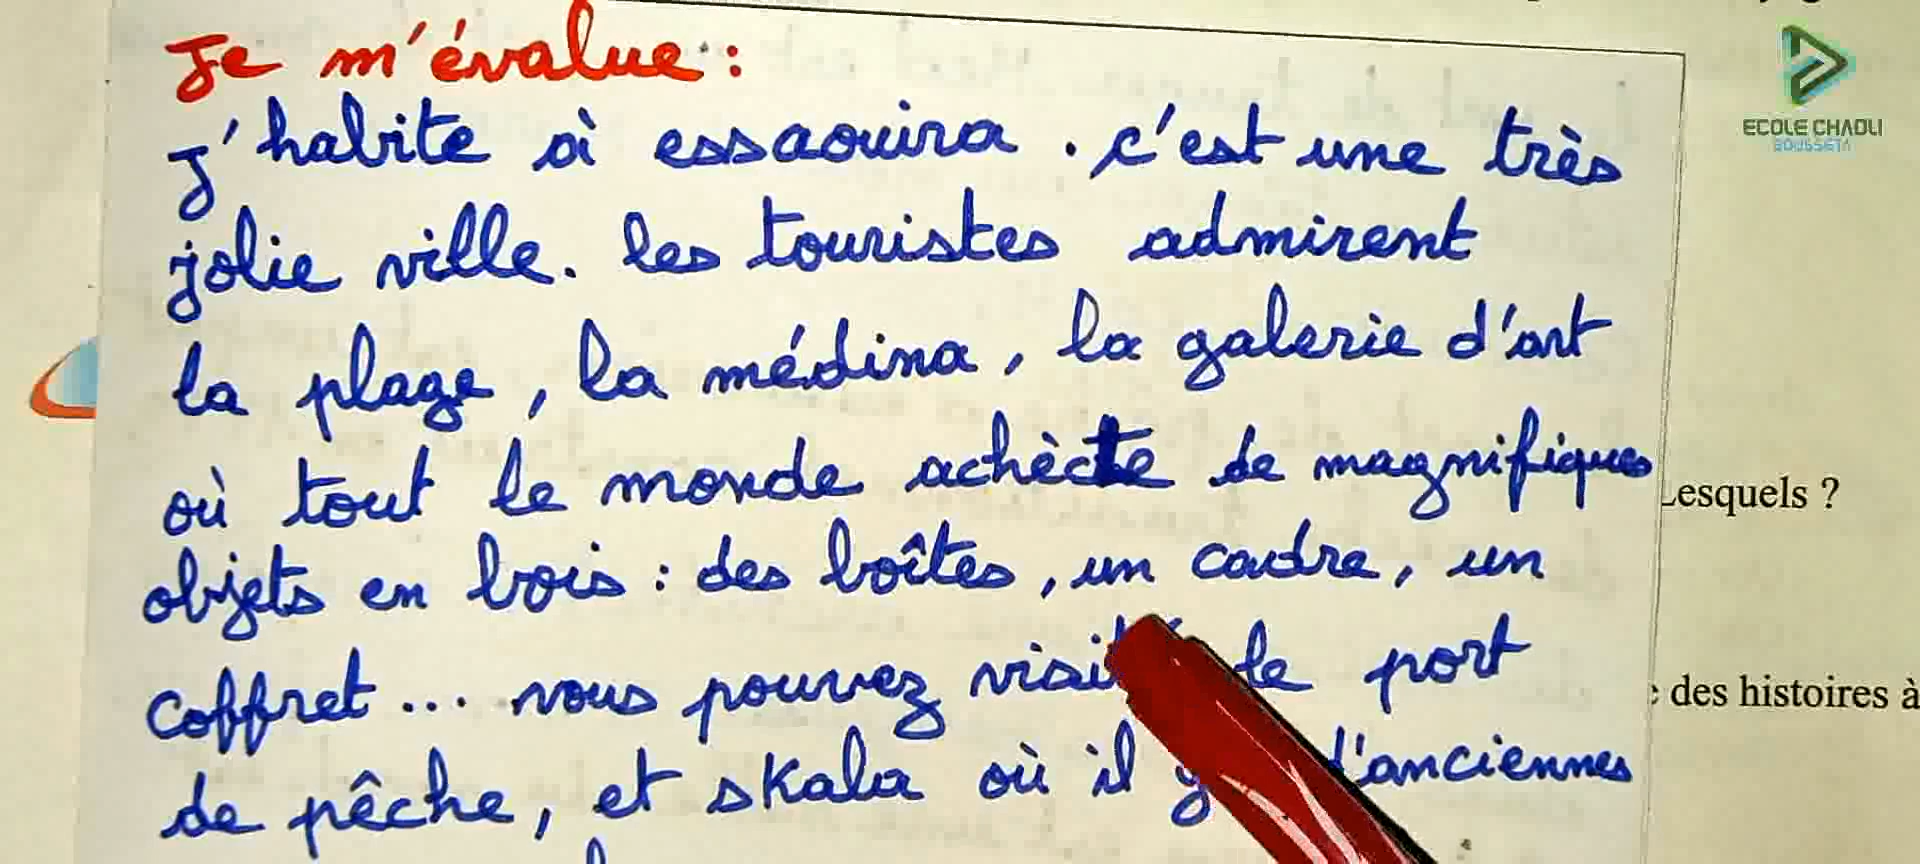 Je m'évalue :
ECOLE CHAOLI
BOUSSETA
J'habite à essaouira . c'est une très
jolie ville. les touristes admirent
la plage, la médina, la galerie d'art
où tout le monde achète de magnifiques
Lesquels ?
objets en bois : des boîtes, un cadre, un
coffret ... vous pouvez le port
des histoires à
de pêche, et skala où il y d'anciennes